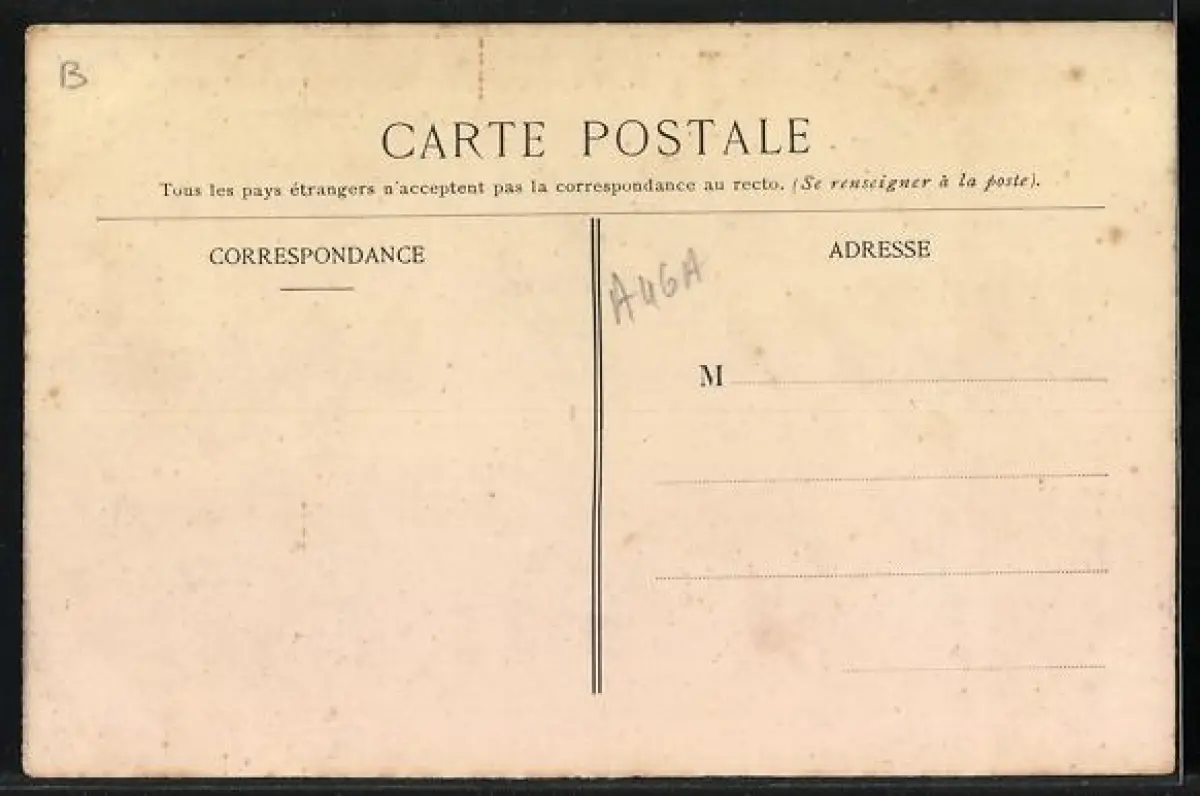 B
CARTE POSTALE
Tous les pays étrangers n'acceptent pas la correspondance au recto. (Se renseigner à la poste).
CORRESPONDANCE
ADRESSE
A46A
M